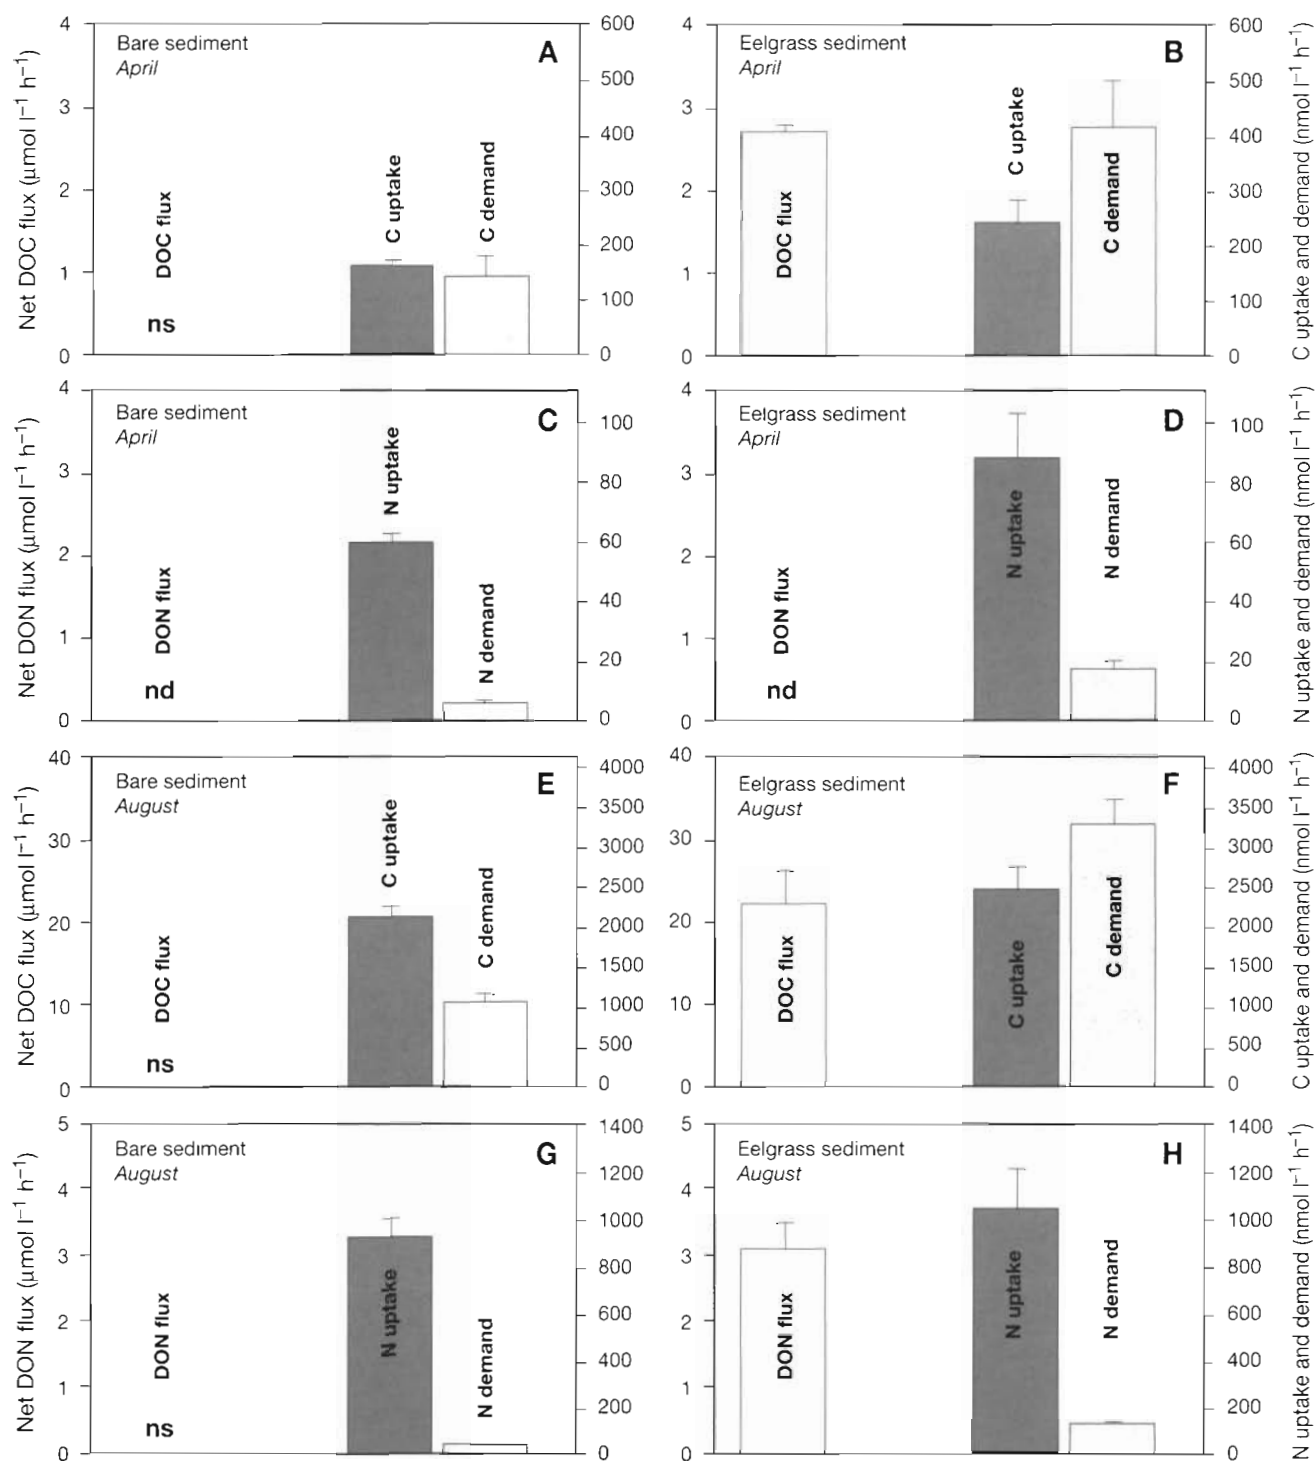 Net DOC flux (µmol l⁻¹ h⁻¹)
4
3
2
1
0
Bare sediment
April
A
DOC flux
ns
C uptake
C demand
600
500
400
300
200
100
0
4
3
2
1
0
Eelgrass sediment
April
B
DOC flux
C uptake
C demand
600
500
400
300
200
100
0
C uptake and demand (nmol l⁻¹ h⁻¹)
Net DON flux (µmol l⁻¹ h⁻¹)
4
3
2
1
0
Bare sediment
April
C
DON flux
nd
N uptake
N demand
100
80
60
40
20
0
4
3
2
1
0
Eelgrass sediment
April
D
DON flux
nd
N uptake
N demand
100
80
60
40
20
0
N uptake and demand (nmol l⁻¹ h⁻¹)
Net DOC flux (µmol l⁻¹ h⁻¹)
40
30
20
10
0
Bare sediment
August
E
DOC flux
ns
C uptake
C demand
4000
3500
3000
2500
2000
1500
1000
500
0
40
30
20
10
0
Eelgrass sediment
August
F
DOC flux
C uptake
C demand
4000
3500
3000
2500
2000
1500
1000
500
0
C uptake and demand (nmol l⁻¹ h⁻¹)
Net DON flux (µmol l⁻¹ h⁻¹)
5
4
3
2
1
0
Bare sediment
August
G
DON flux
ns
N uptake
N demand
1400
1200
1000
800
600
400
200
0
5
4
3
2
1
0
Eelgrass sediment
August
H
DON flux
N uptake
N demand
1400
1200
1000
800
600
400
200
0
N uptake and demand (nmol l⁻¹ h⁻¹)